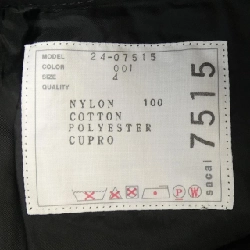 MODEL 24-07515
COLOR 001
SIZE 4
QUALITY
NYLON 100
COTTON
POLYESTER
CUPRO
P W
sacai 7515